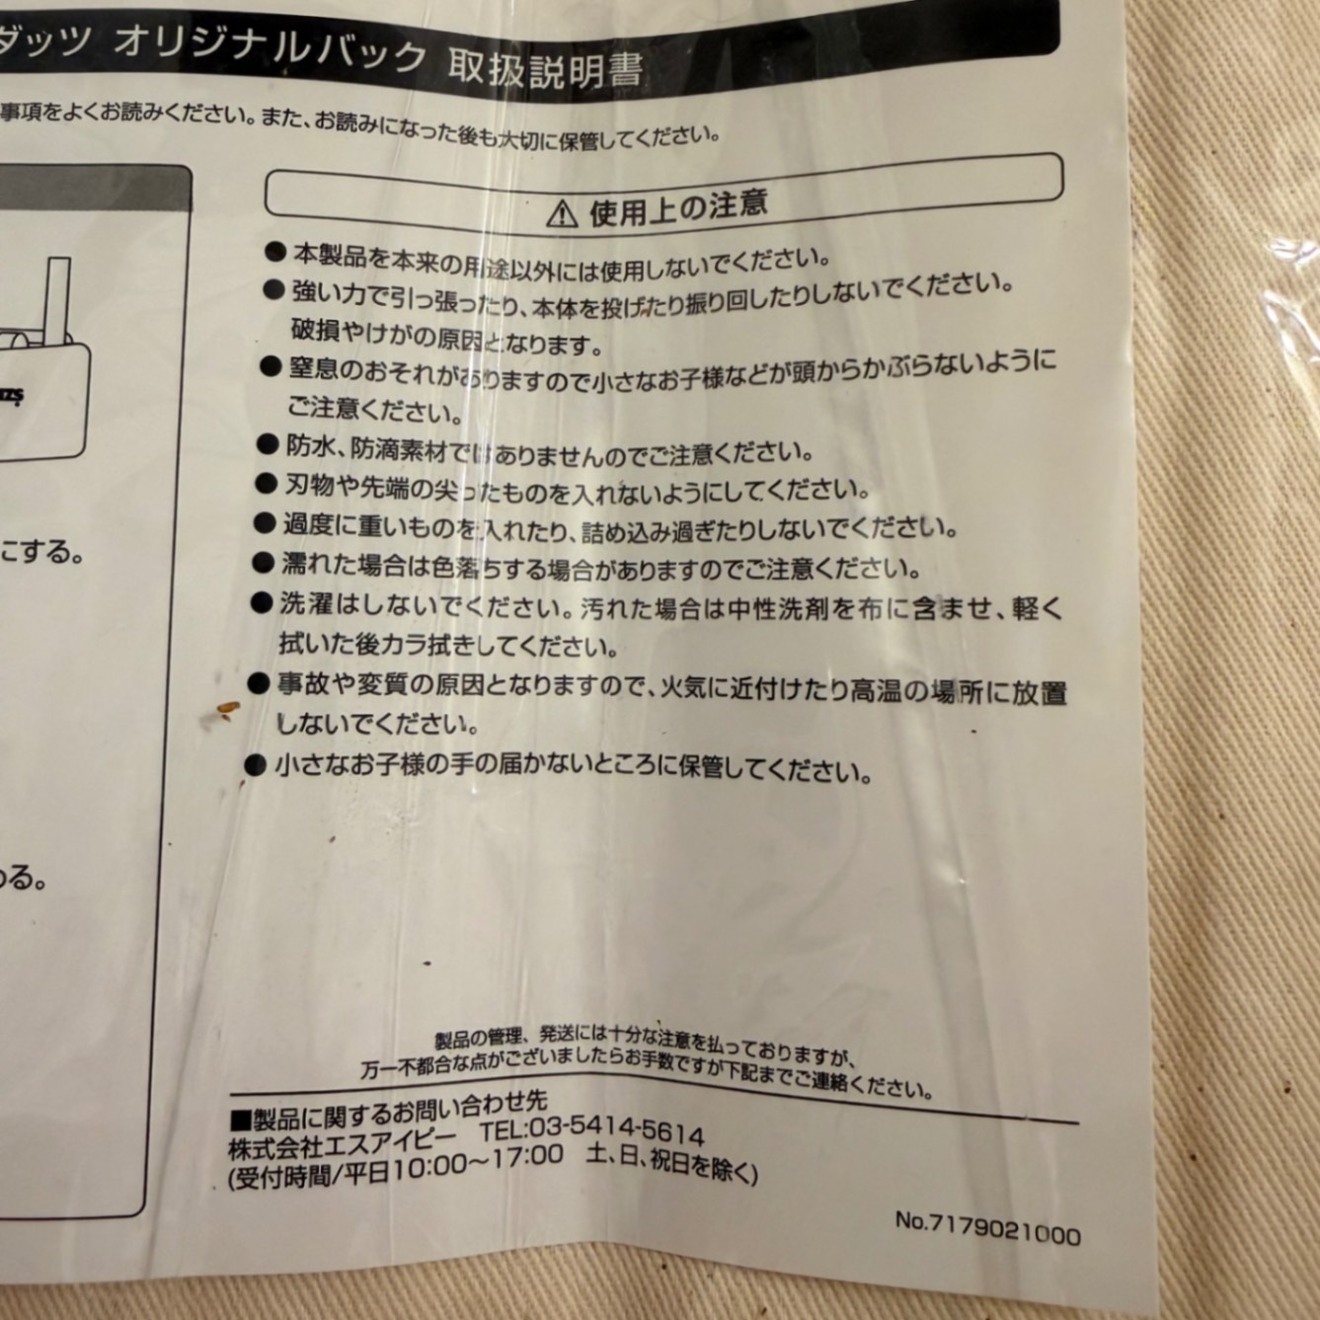 ダッツ オリジナルバック 取扱説明書
事項をよくお読みください。また、お読みになった後も大切に保管してください。
⚠ 使用上の注意
● 本製品を本来の用途以外には使用しないでください。
● 強い力で引っ張ったり、本体を投げたり振り回したりしないでください。
破損やけがの原因となります。
● 窒息のおそれがありますので小さなお子様などが頭からかぶらないように
ご注意ください。
● 防水、防滴素材ではありませんのでご注意ください。
● 刃物や先端の尖ったものを入れないようにしてください。
● 過度に重いものを入れたり、詰め込み過ぎたりしないでください。
● 濡れた場合は色落ちする場合がありますのでご注意ください。
● 洗濯はしないでください。汚れた場合は中性洗剤を布に含ませ、軽く
拭いた後カラ拭きしてください。
● 事故や変質の原因となりますので、火気に近付けたり高温の場所に放置
しないでください。
● 小さなお子様の手の届かないところに保管してください。
にする。
める。
製品の管理、発送には十分な注意を払っておりますが、
万一不都合な点がございましたらお手数ですが下記までご連絡ください。
■製品に関するお問い合わせ先
株式会社エスアイピー TEL:03-5414-5614
(受付時間/平日10:00～17:00 土、日、祝日を除く)
No.7179021000